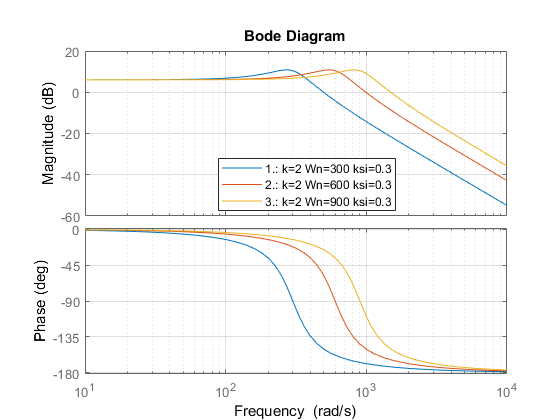 Bode Diagram
Magnitude (dB)
20
0
-20
-40
-60
1.: k=2 Wn=300 ksi=0.3
2.: k=2 Wn=600 ksi=0.3
3.: k=2 Wn=900 ksi=0.3
Phase (deg)
0
-45
-90
-135
-180
10^1 10^2 10^3 10^4
Frequency (rad/s)